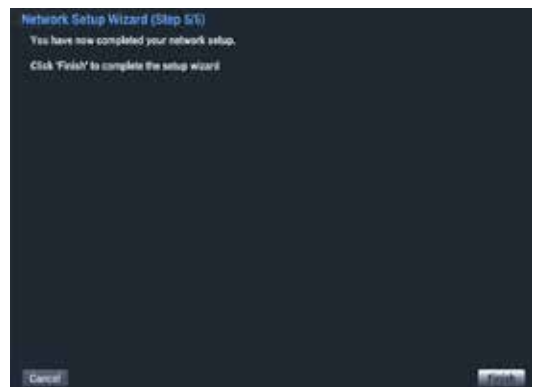 Network Setup Wizard (Step 5/5)
You have now completed your network setup.
Click 'Finish' to complete the setup wizard
Cancel
Finish